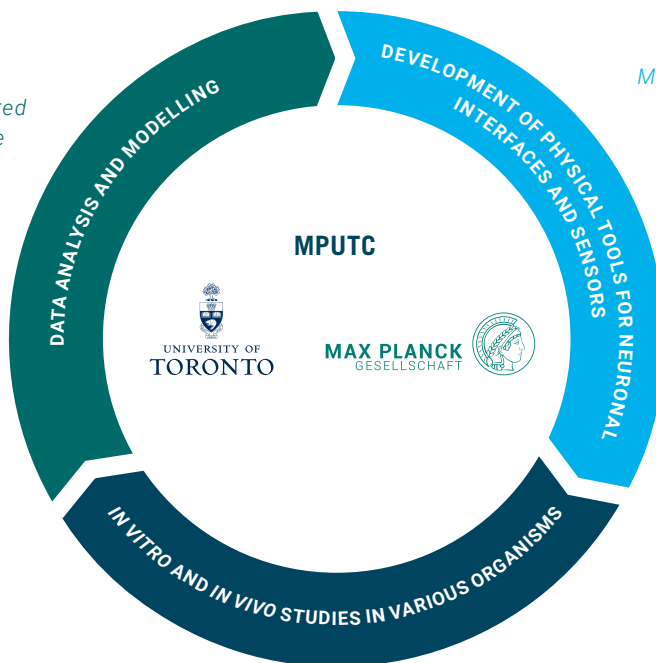 DEVELOPMENT OF PHYSICAL TOOLS FOR NEURONAL
INTERFACES AND SENSORS
M
DATA ANALYSIS AND MODELLING
MPUTC
UNIVERSITY OF
TORONTO
MAX PLANCK
GESELLSCHAFT
IN VITRO AND IN VIVO STUDIES IN VARIOUS ORGANISMS